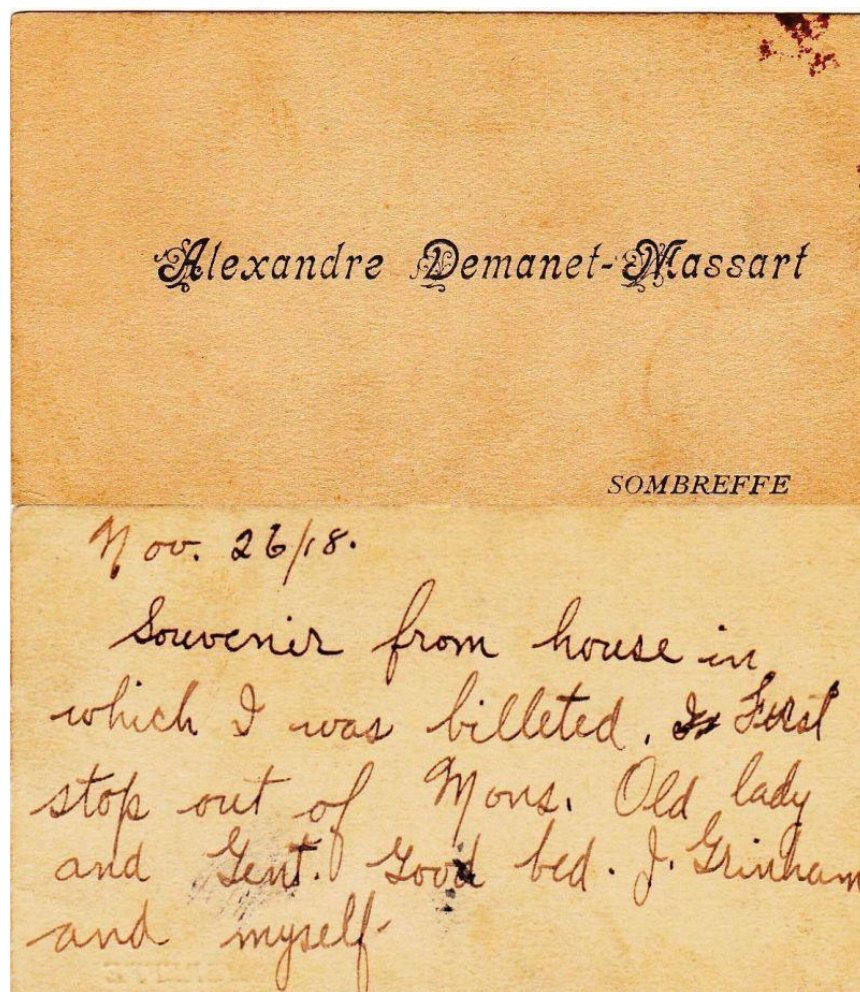 Alexandre Demanet-Massart
SOMBREFFE
Nov. 26/18.
Souvenir from house in
which I was billeted. First
stop out of Mons. Old lady
and Gent. Good bed. J. Grinham
and myself-